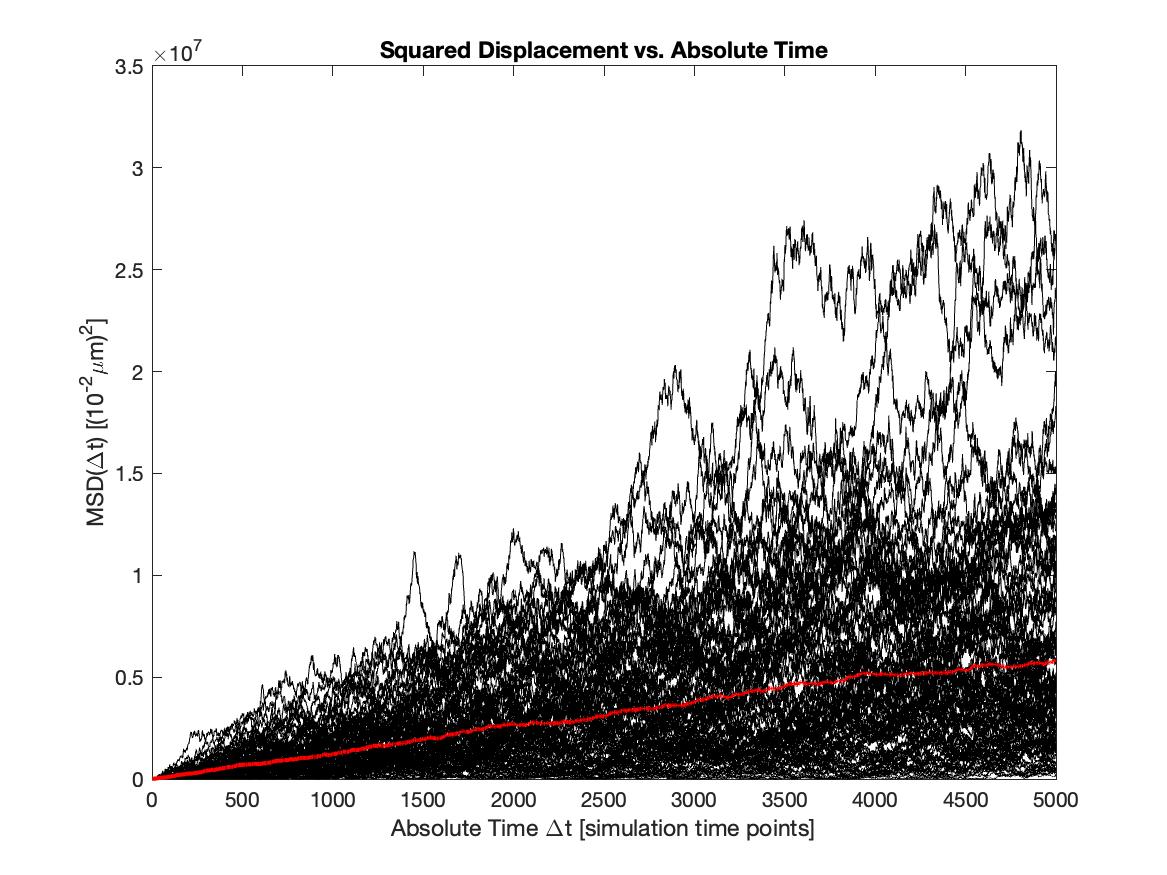 Squared Displacement vs. Absolute Time
×10⁷
3.5
3
2.5
2
1.5
1
0.5
0
MSD(Δt) [(10⁻² μm)²]
0 500 1000 1500 2000 2500 3000 3500 4000 4500 5000
Absolute Time Δt [simulation time points]